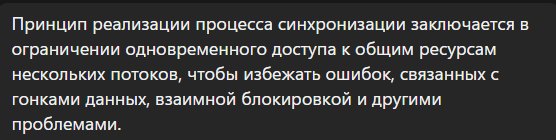 Принцип реализации процесса синхронизации заключается в
ограничении одновременного доступа к общим ресурсам
нескольких потоков, чтобы избежать ошибок, связанных с
гонками данных, взаимной блокировкой и другими
проблемами.